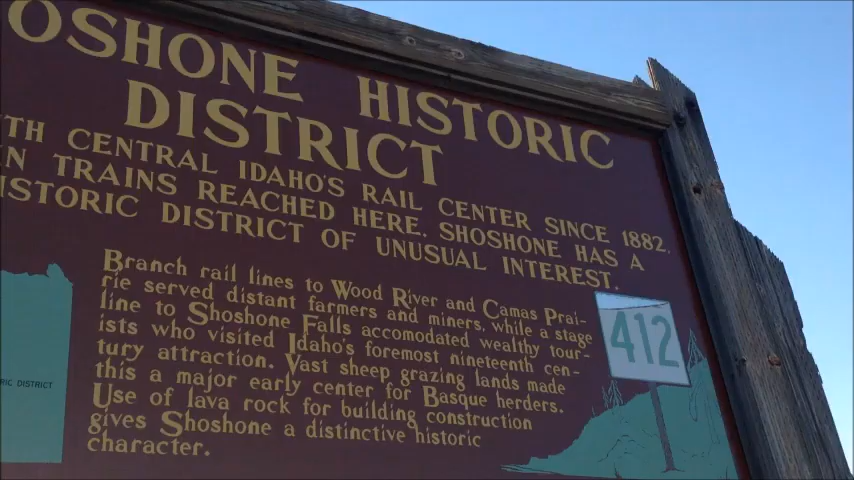 OSHONE HISTORIC
DISTRICT
TH CENTRAL IDAHO'S RAIL CENTER SINCE 1882,
N TRAINS REACHED HERE, SHOSHONE HAS A
ISTORIC DISTRICT OF UNUSUAL INTEREST.
Branch rail lines to Wood River and Camas Prai-
rie served distant farmers and miners, while a stage
line to Shoshone Falls accomodated wealthy tour-
ists who visited Idaho's foremost nineteenth cen-
tury attraction. Vast sheep grazing lands made
this a major early center for Basque herders.
Use of lava rock for building construction
gives Shoshone a distinctive historic
character.
412
RIC DISTRICT